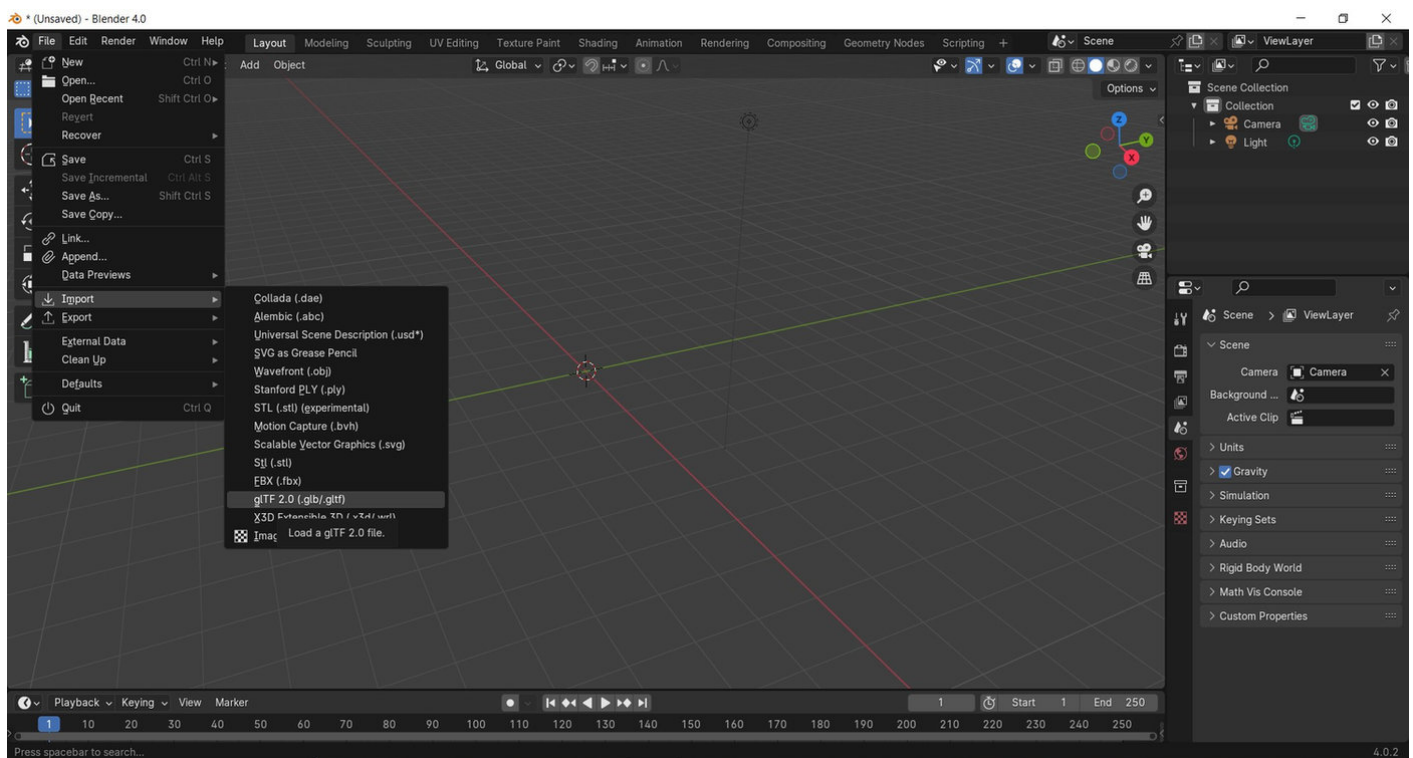 * (Unsaved) - Blender 4.0
File Edit Render Window Help Layout Modeling Sculpting UV Editing Texture Paint Shading Animation Rendering Compositing Geometry Nodes Scripting + Scene ViewLayer
Add Object Global
Options
New Ctrl N
Open... Ctrl O
Open Recent Shift Ctrl O
Revert
Recover
Save Ctrl S
Save Incremental Ctrl Alt S
Save As... Shift Ctrl S
Save Copy...
Link...
Append...
Data Previews
Import
Export
External Data
Clean Up
Defaults
Quit Ctrl Q
Collada (.dae)
Alembic (.abc)
Universal Scene Description (.usd*)
SVG as Grease Pencil
Wavefront (.obj)
Stanford PLY (.ply)
STL (.stl) (experimental)
Motion Capture (.bvh)
Scalable Vector Graphics (.svg)
Stl (.stl)
FBX (.fbx)
glTF 2.0 (.glb/.gltf)
X3D Extensible 3D (.x3d/.wrl)
Imag
Load a glTF 2.0 file.
Z
Y
X
Scene Collection
Collection
Camera
Light
Scene > ViewLayer
Scene
Camera Camera
Background ...
Active Clip
Units
Gravity
Simulation
Keying Sets
Audio
Rigid Body World
Math Vis Console
Custom Properties
Playback Keying View Marker 1 Start 1 End 250
1 10 20 30 40 50 60 70 80 90 100 110 120 130 140 150 160 170 180 190 200 210 220 230 240 250
Press spacebar to search... 4.0.2